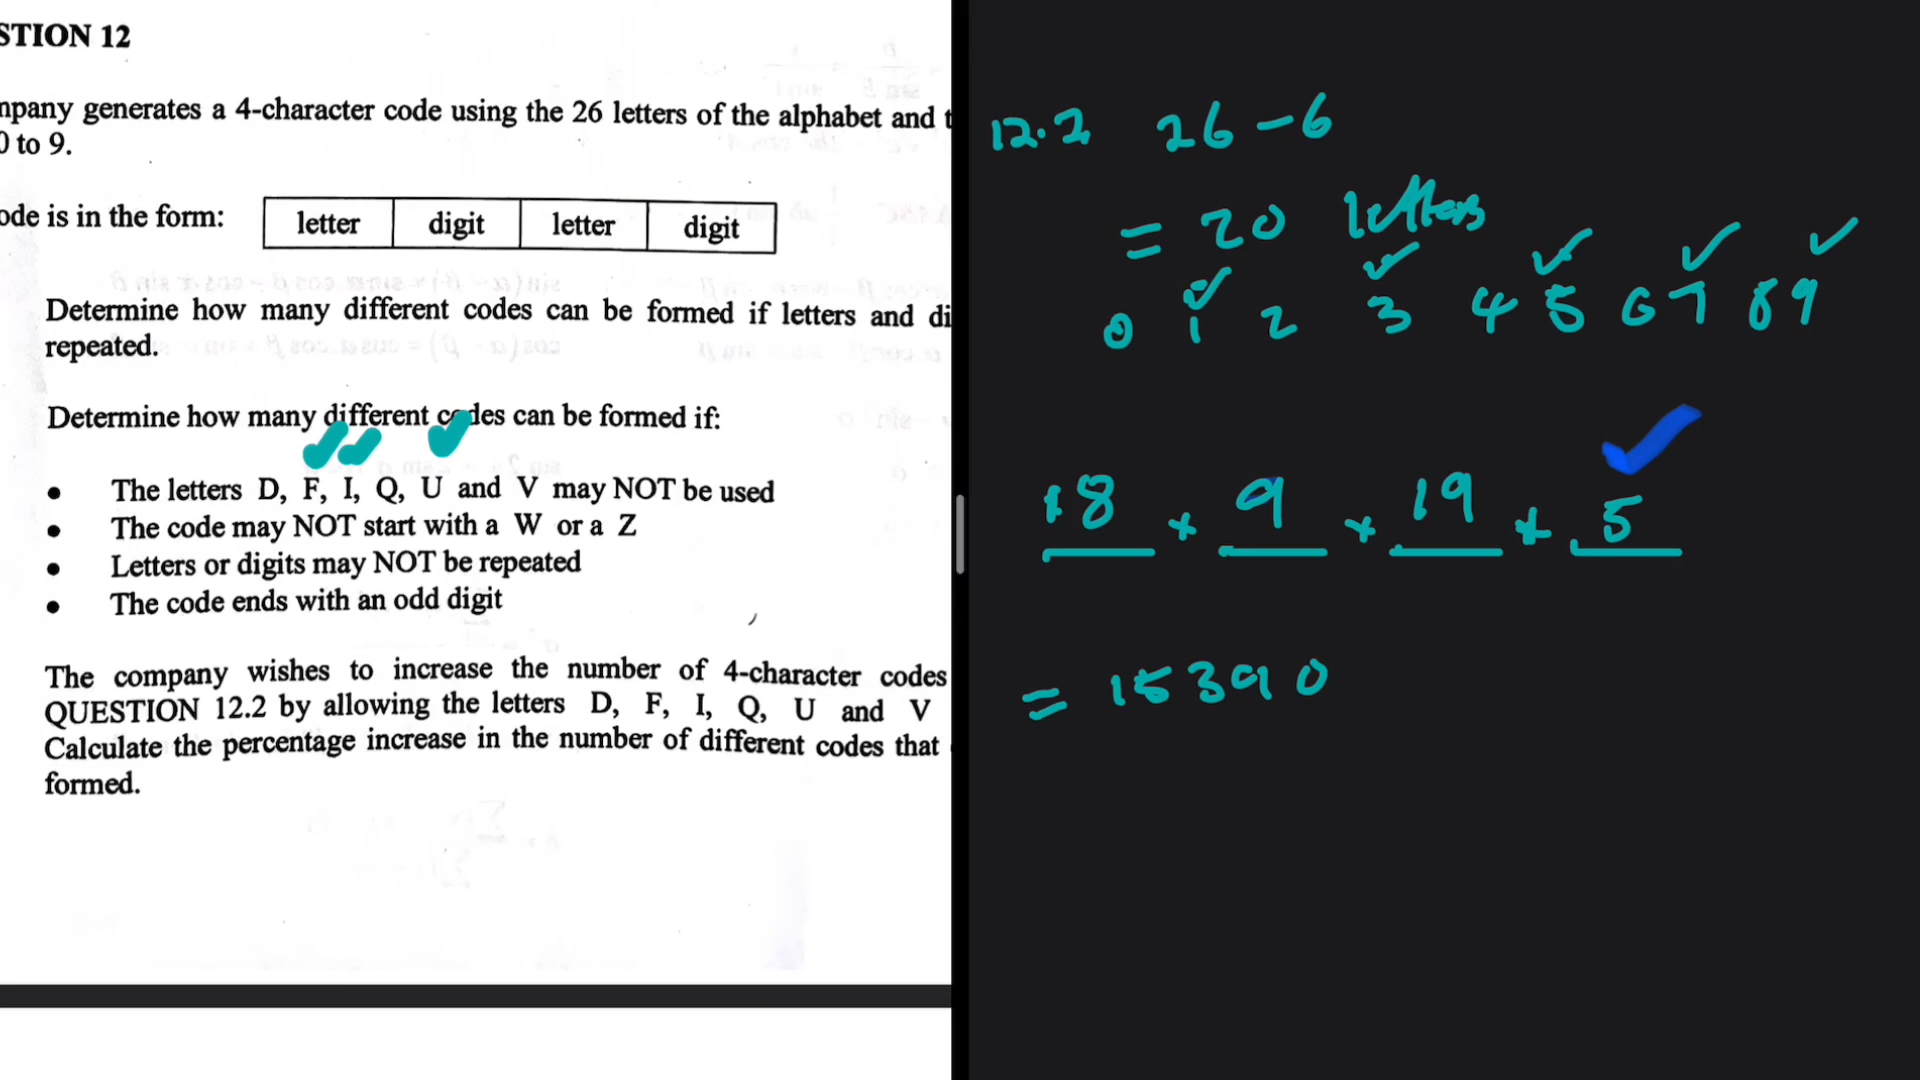 STION 12
mpany generates a 4-character code using the 26 letters of the alphabet and t
0 to 9.
ode is in the form:
letter digit letter digit
Determine how many different codes can be formed if letters and di
repeated.
Determine how many different codes can be formed if:
• The letters D, F, I, Q, U and V may NOT be used
• The code may NOT start with a W or a Z
• Letters or digits may NOT be repeated
• The code ends with an odd digit
The company wishes to increase the number of 4-character codes
QUESTION 12.2 by allowing the letters D, F, I, Q, U and V
Calculate the percentage increase in the number of different codes that
formed.
12.2 26 - 6
= 20 letters
0 1 2 3 4 5 6 7 8 9
18 × 9 × 19 × 5
= 15390